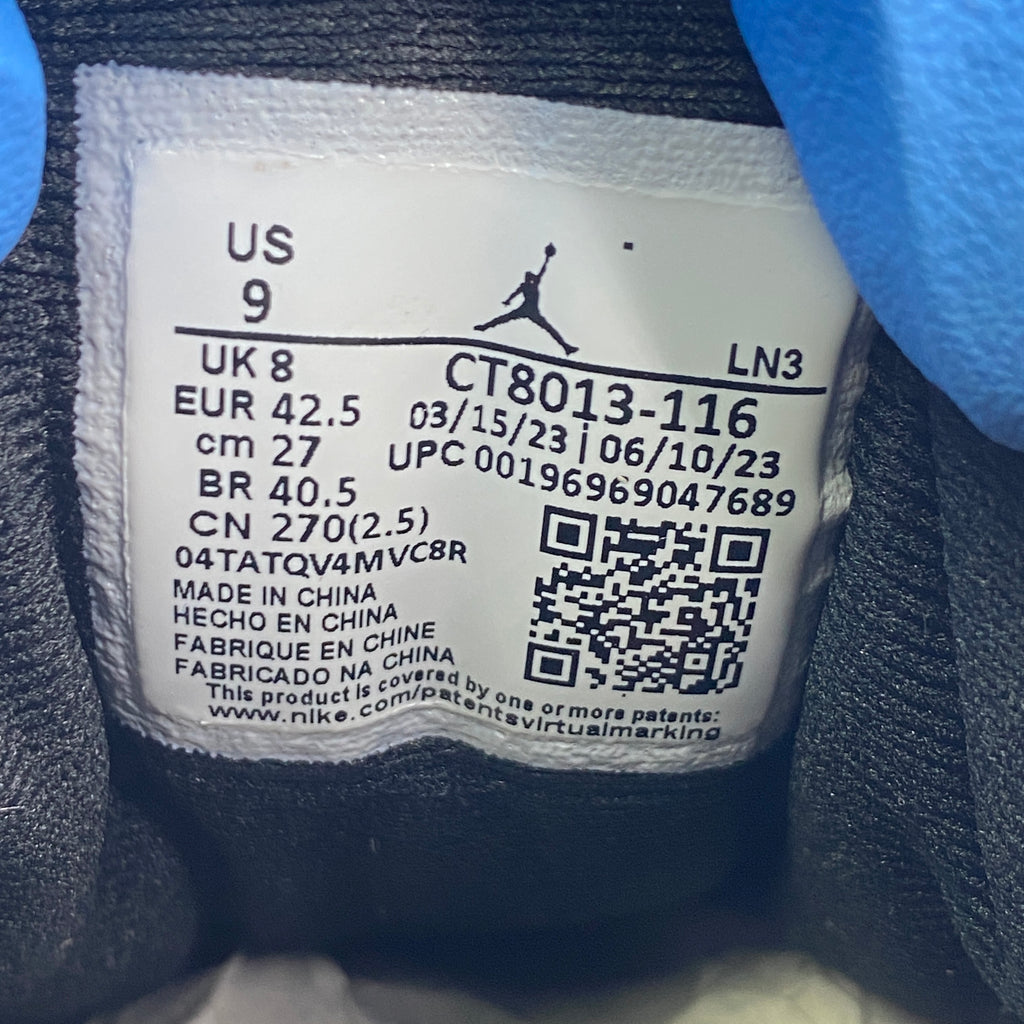 US
9
LN3
UK 8
CT8013-116
EUR 42.5
03/15/23 | 06/10/23
cm 27
UPC 00196969047689
BR 40.5
CN 270(2.5)
04TATQV4MVC8R
MADE IN CHINA
HECHO EN CHINA
FABRIQUE EN CHINE
FABRICADO NA CHINA
This product is covered by one or more patents:
www.nike.com/patentsvirtualmarking